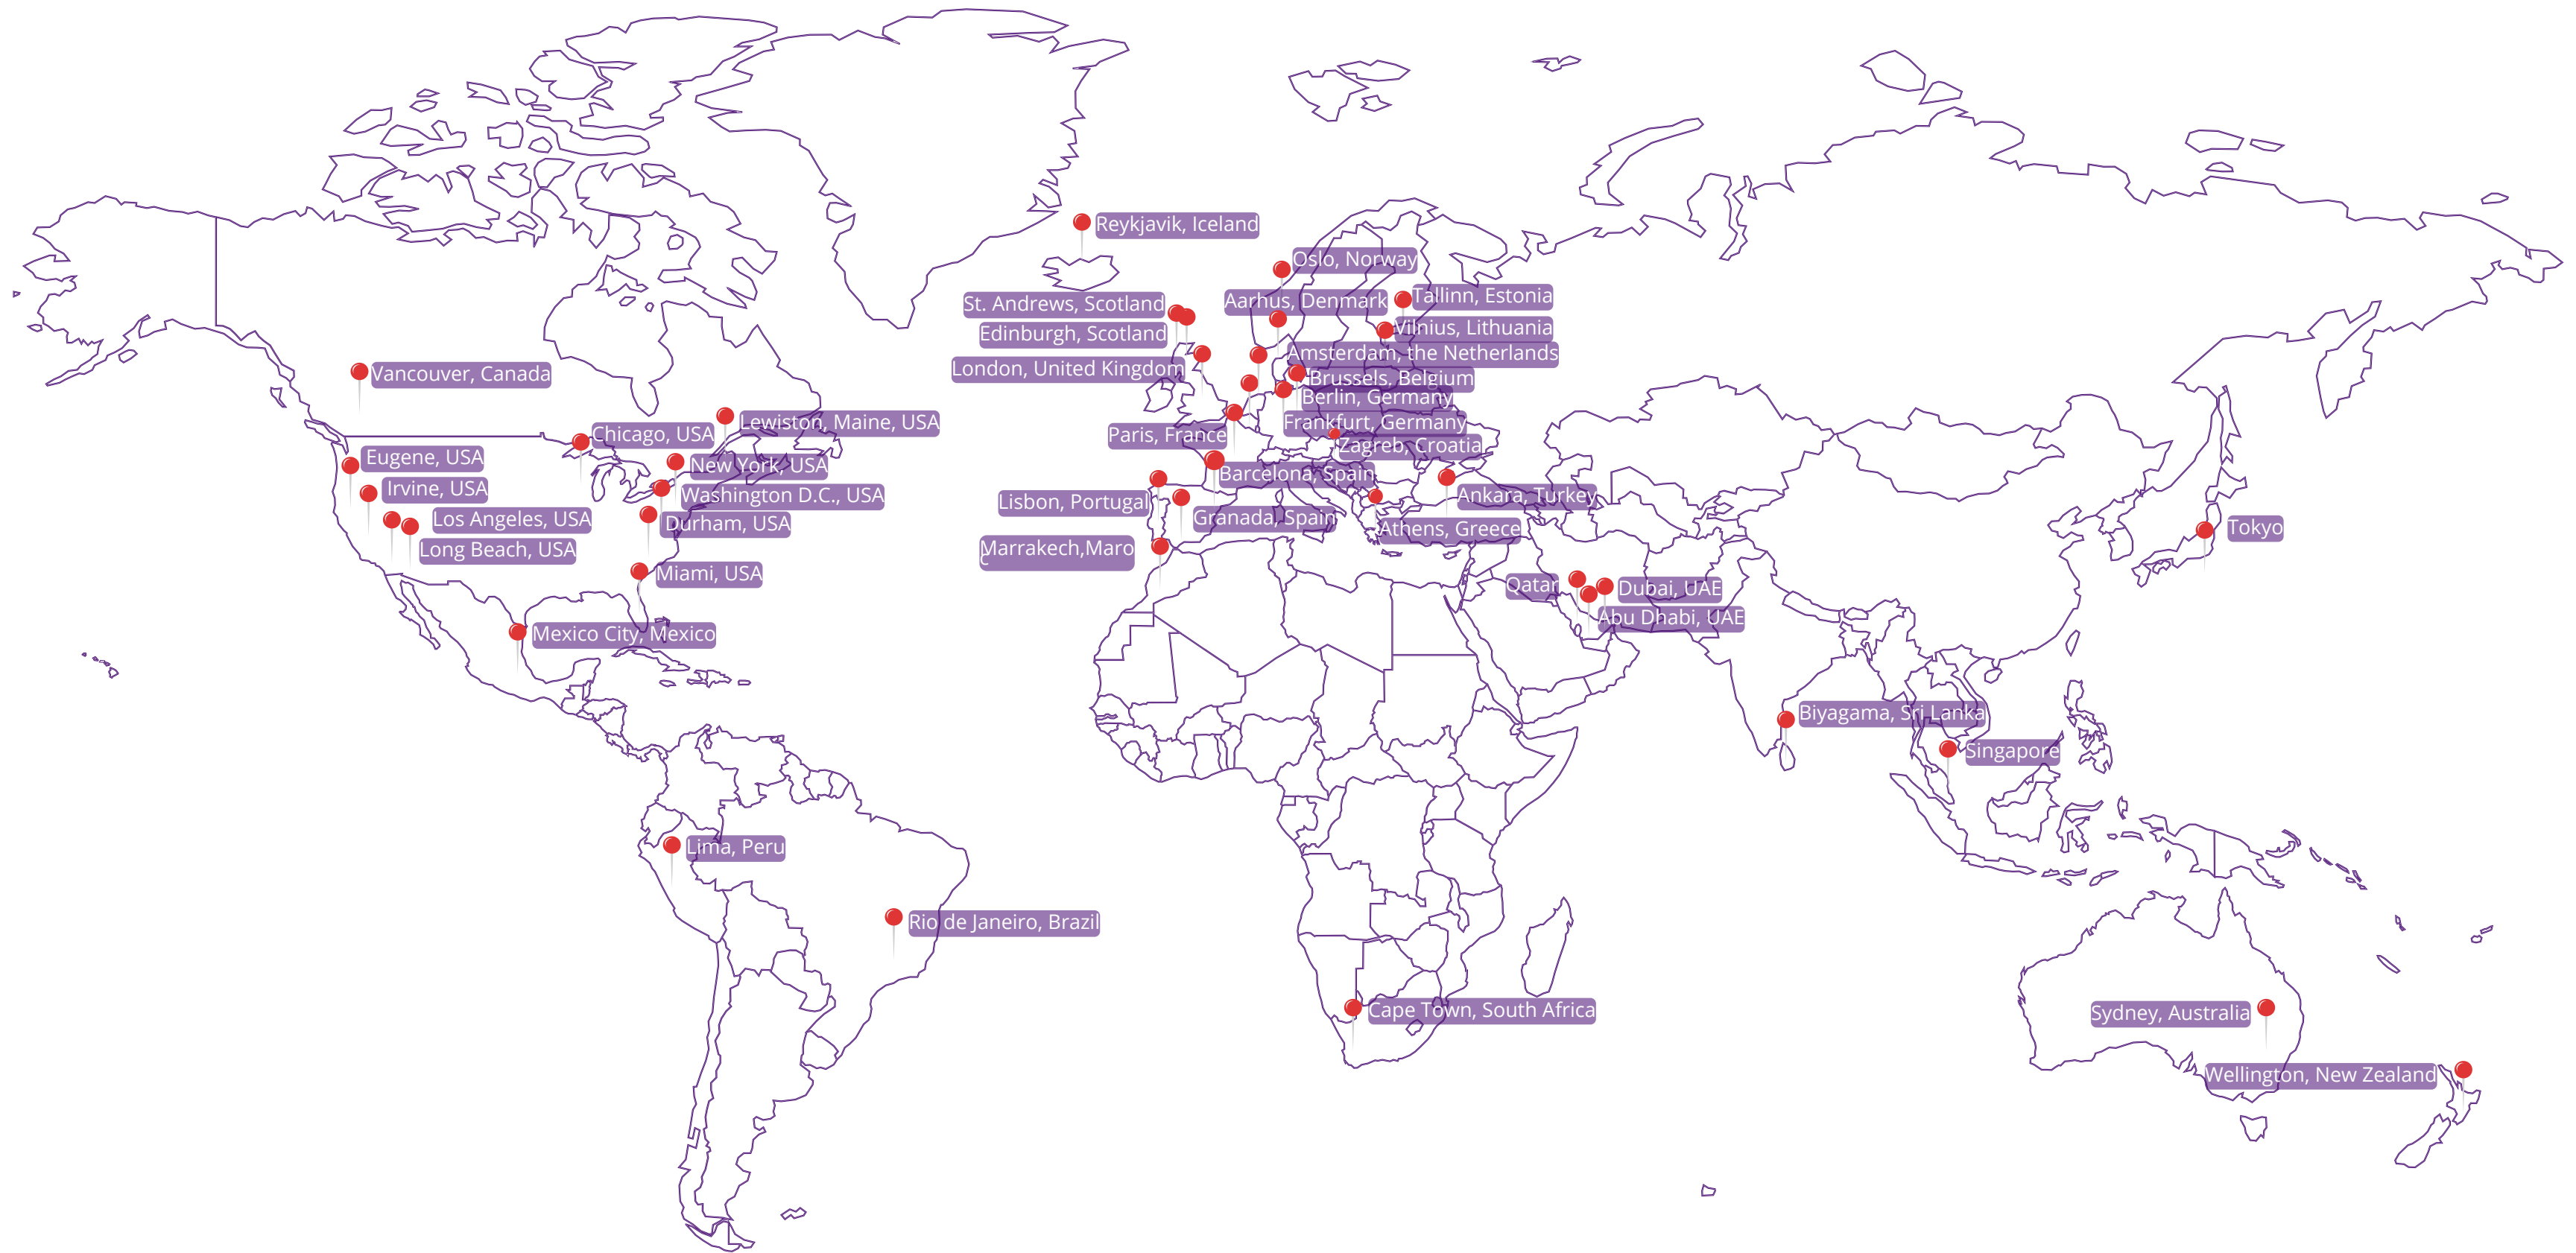 Reykjavik, Iceland
Oslo, Norway
St. Andrews, Scotland
Aarhus, Denmark
Tallinn, Estonia
Edinburgh, Scotland
Vilnius, Lithuania
Amsterdam, the Netherlands
London, United Kingdom
Vancouver, Canada
Brussels, Belgium
Berlin, Germany
Lewiston, Maine, USA
Frankfurt, Germany
Chicago, USA
Paris, France
Zagreb, Croatia
Eugene, USA
New York, USA
Barcelona, Spain
Irvine, USA
Washington D.C., USA
Ankara, Turkey
Lisbon, Portugal
Los Angeles, USA
Durham, USA
Granada, Spain
Athens, Greece
Tokyo
Long Beach, USA
Marrakech,Maro
c
Miami, USA
Qatar
Dubai, UAE
Abu Dhabi, UAE
Mexico City, Mexico
Biyagama, Sri Lanka
Singapore
Lima, Peru
Rio de Janeiro, Brazil
Cape Town, South Africa
Sydney, Australia
Wellington, New Zealand